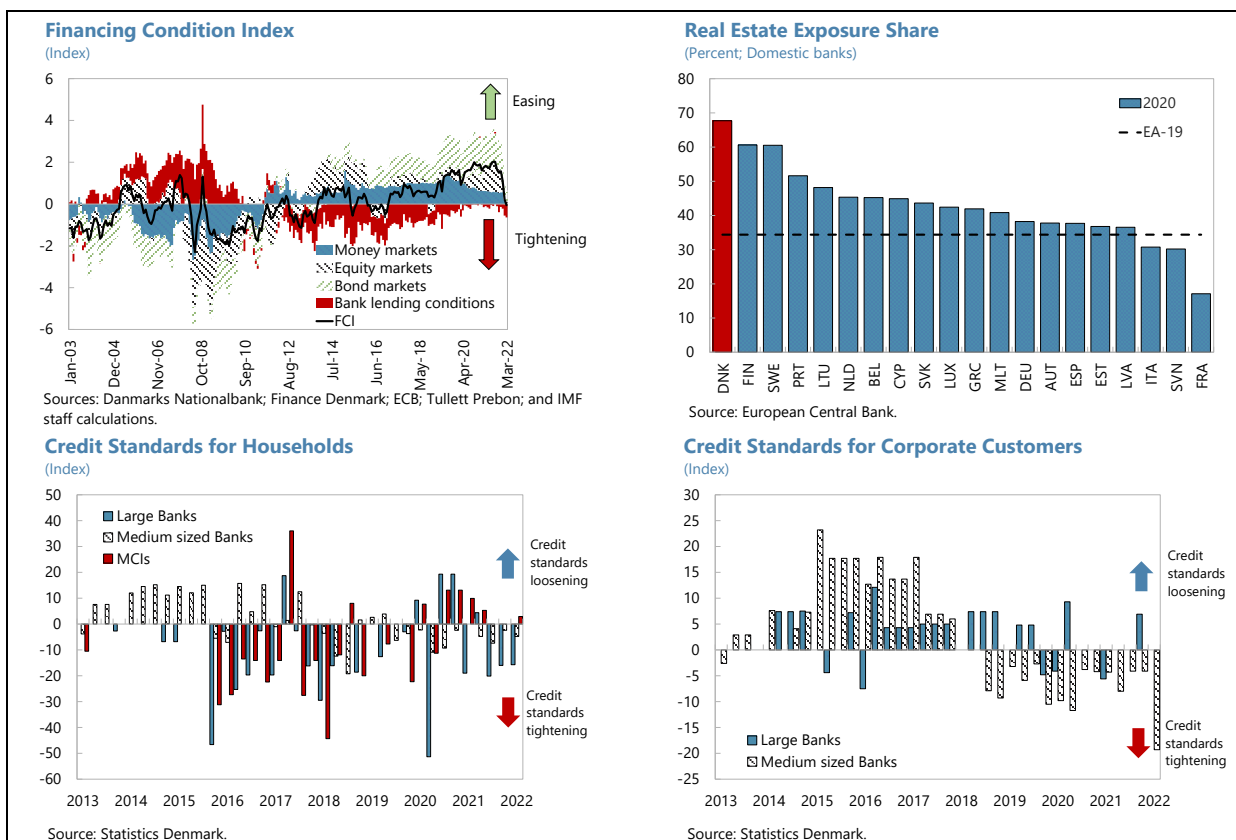 Financing Condition Index
(Index)
6
4
2
0
-2
-4
-6
Easing
Tightening
Money markets
Equity markets
Bond markets
Bank lending conditions
FCI
Jan-03
Dec-04
Nov-06
Oct-08
Sep-10
Aug-12
Jul-14
Jun-16
May-18
Apr-20
Mar-22
Sources: Danmarks Nationalbank; Finance Denmark; ECB; Tullett Prebon; and IMF
staff calculations.
Real Estate Exposure Share
(Percent; Domestic banks)
80
70
60
50
40
30
20
10
0
2020
EA-19
DNK
FIN
SWE
PRT
LTU
NLD
BEL
CYP
SVK
LUX
GRC
MLT
DEU
AUT
ESP
EST
LVA
ITA
SVN
FRA
Source: European Central Bank.
Credit Standards for Households
(Index)
50
40
30
20
10
0
-10
-20
-30
-40
-50
-60
Large Banks
Medium sized Banks
MCIs
Credit
standards
loosening
Credit
standards
tightening
2013 2014 2015 2016 2017 2018 2019 2020 2021 2022
Source: Statistics Denmark.
Credit Standards for Corporate Customers
(Index)
30
25
20
15
10
5
0
-5
-10
-15
-20
-25
Credit
standards
loosening
Large Banks
Medium sized Banks
Credit
standards
tightening
2013 2014 2015 2016 2017 2018 2019 2020 2021 2022
Source: Statistics Denmark.